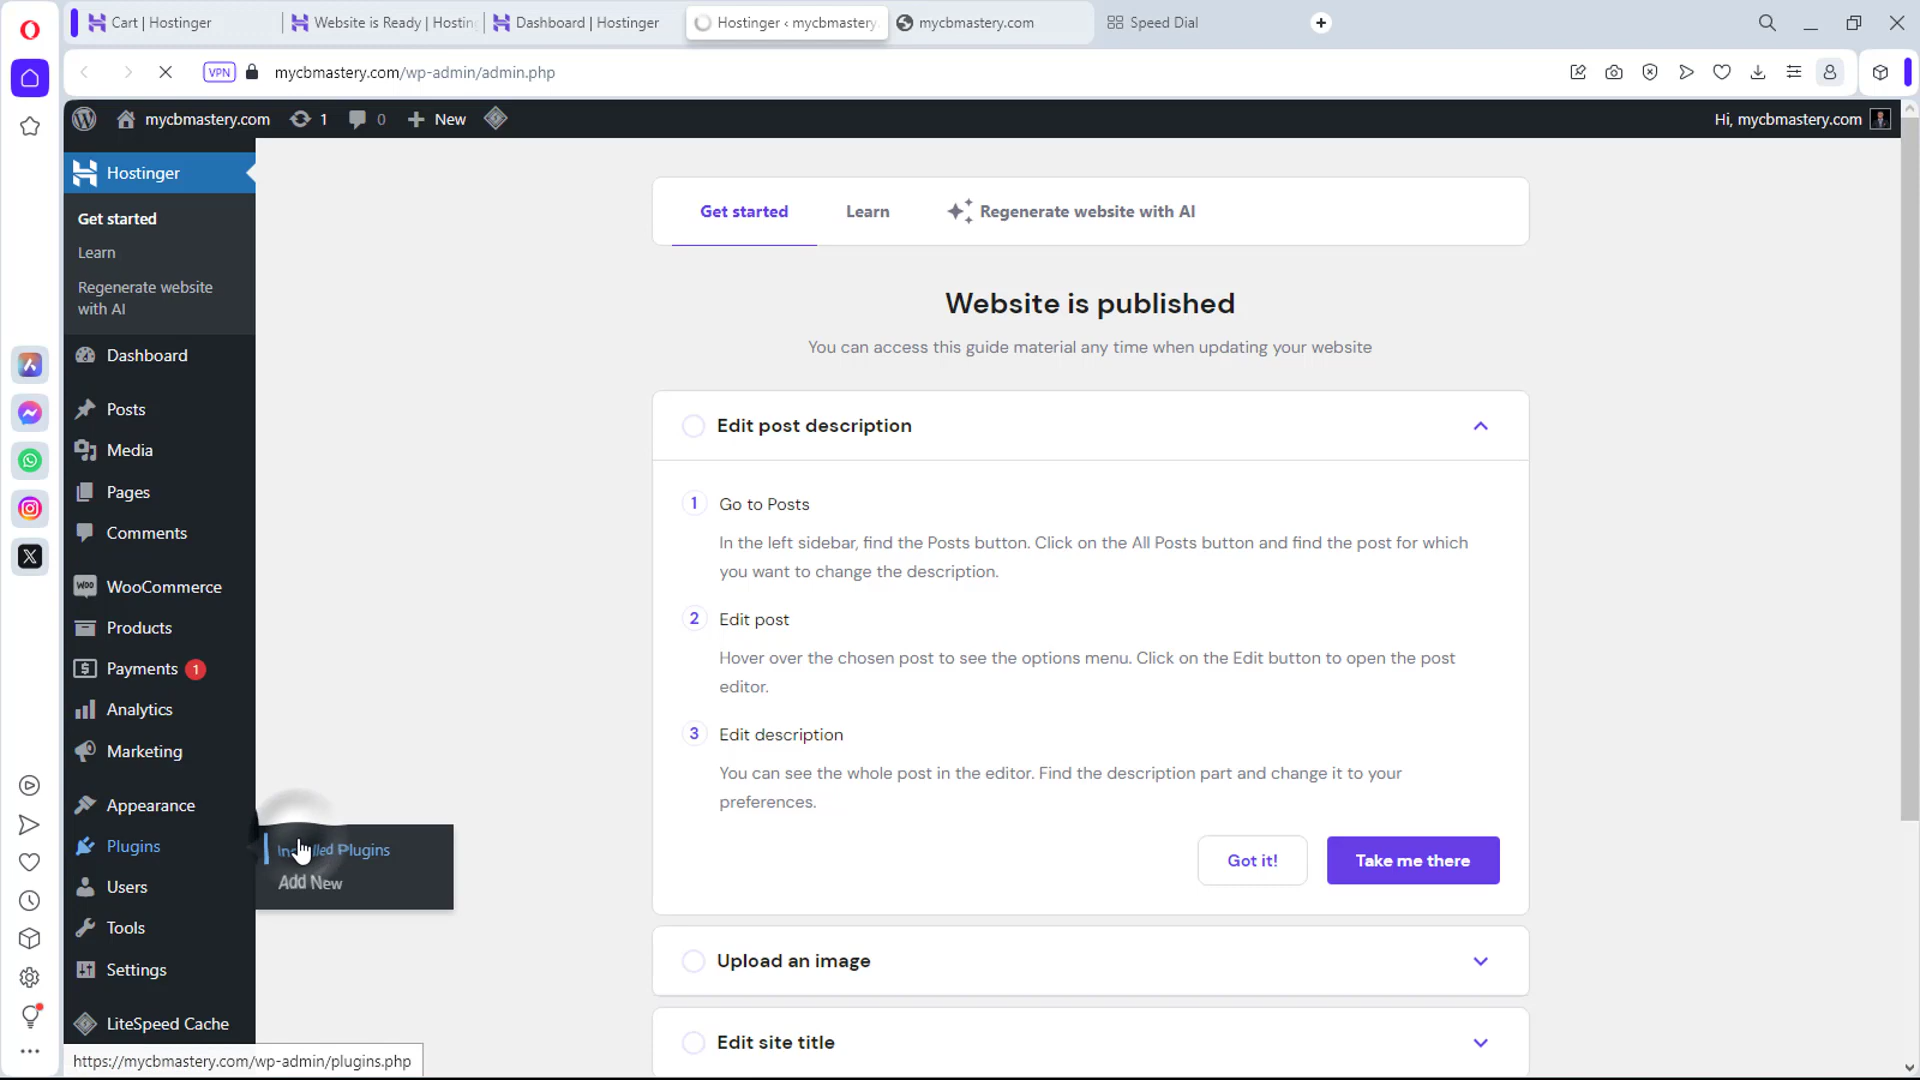 Cart | Hostinger
Website is Ready | Hosting
Dashboard | Hostinger
Hostinger ‹ mycbmastery.
mycbmastery.com
Speed Dial
VPN
mycbmastery.com/wp-admin/admin.php
mycbmastery.com
1
0
New
Hi, mycbmastery.com
Hostinger
Get started
Learn
Regenerate website
with AI
Dashboard
Posts
Media
Pages
Comments
WooCommerce
Products
Payments 1
Analytics
Marketing
Appearance
Plugins
Users
Tools
Settings
LiteSpeed Cache
Installed Plugins
Add New
https://mycbmastery.com/wp-admin/plugins.php
Get started
Learn
Regenerate website with AI
Website is published
You can access this guide material any time when updating your website
Edit post description
1 Go to Posts
In the left sidebar, find the Posts button. Click on the All Posts button and find the post for which
you want to change the description.
2 Edit post
Hover over the chosen post to see the options menu. Click on the Edit button to open the post
editor.
3 Edit description
You can see the whole post in the editor. Find the description part and change it to your
preferences.
Got it!
Take me there
Upload an image
Edit site title